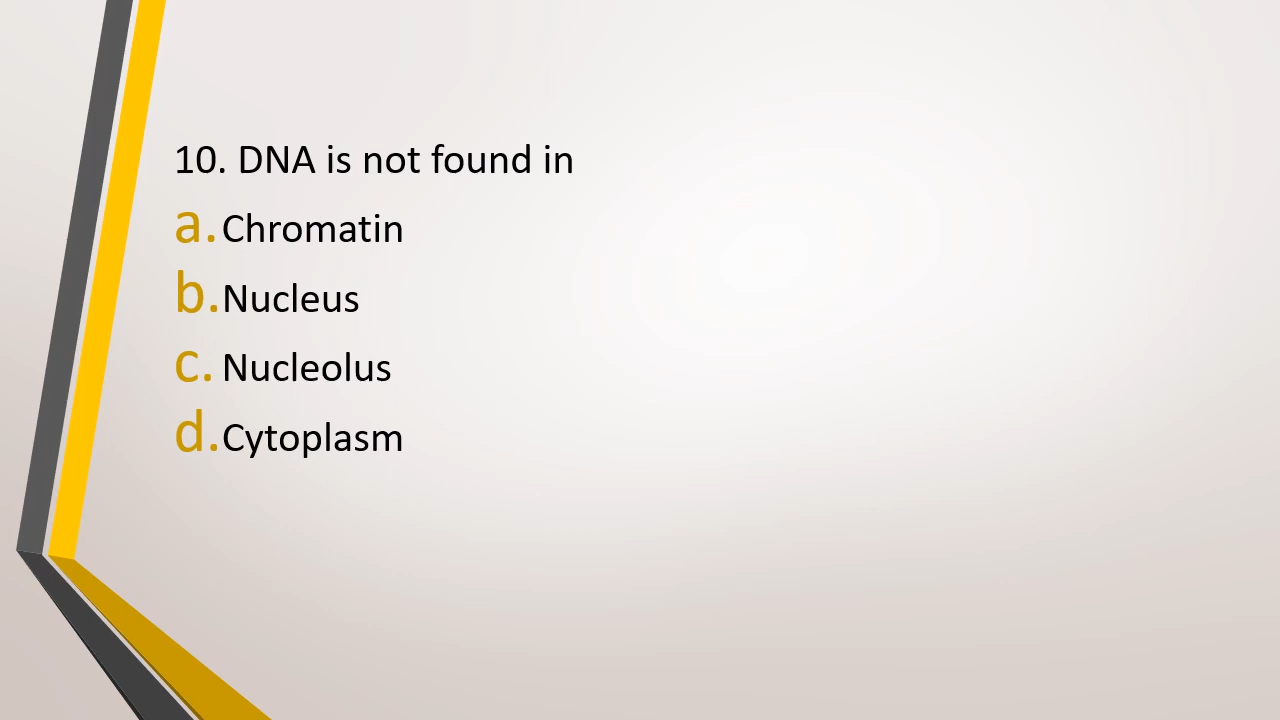 10. DNA is not found in
a. Chromatin
b. Nucleus
c. Nucleolus
d. Cytoplasm